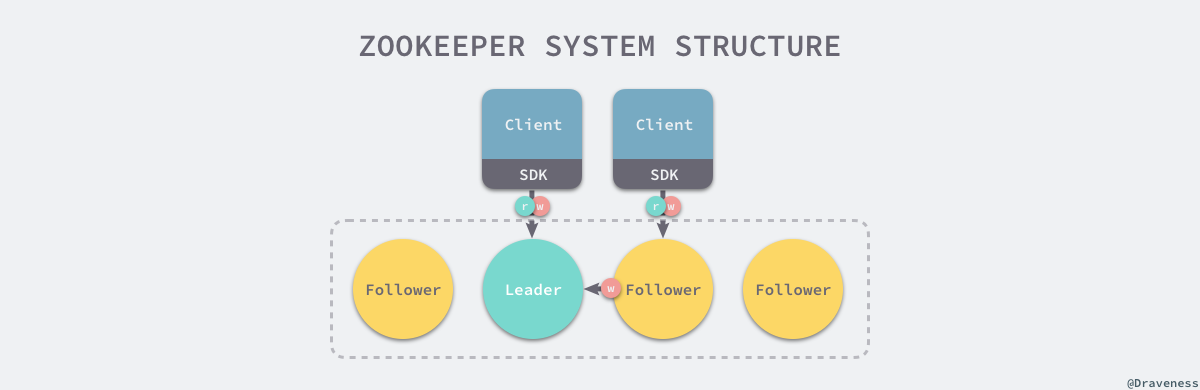 ZOOKEEPER SYSTEM STRUCTURE
Client
Client
SDK
SDK
r w
r w
Follower
Leader
w
Follower
Follower
@Draveness